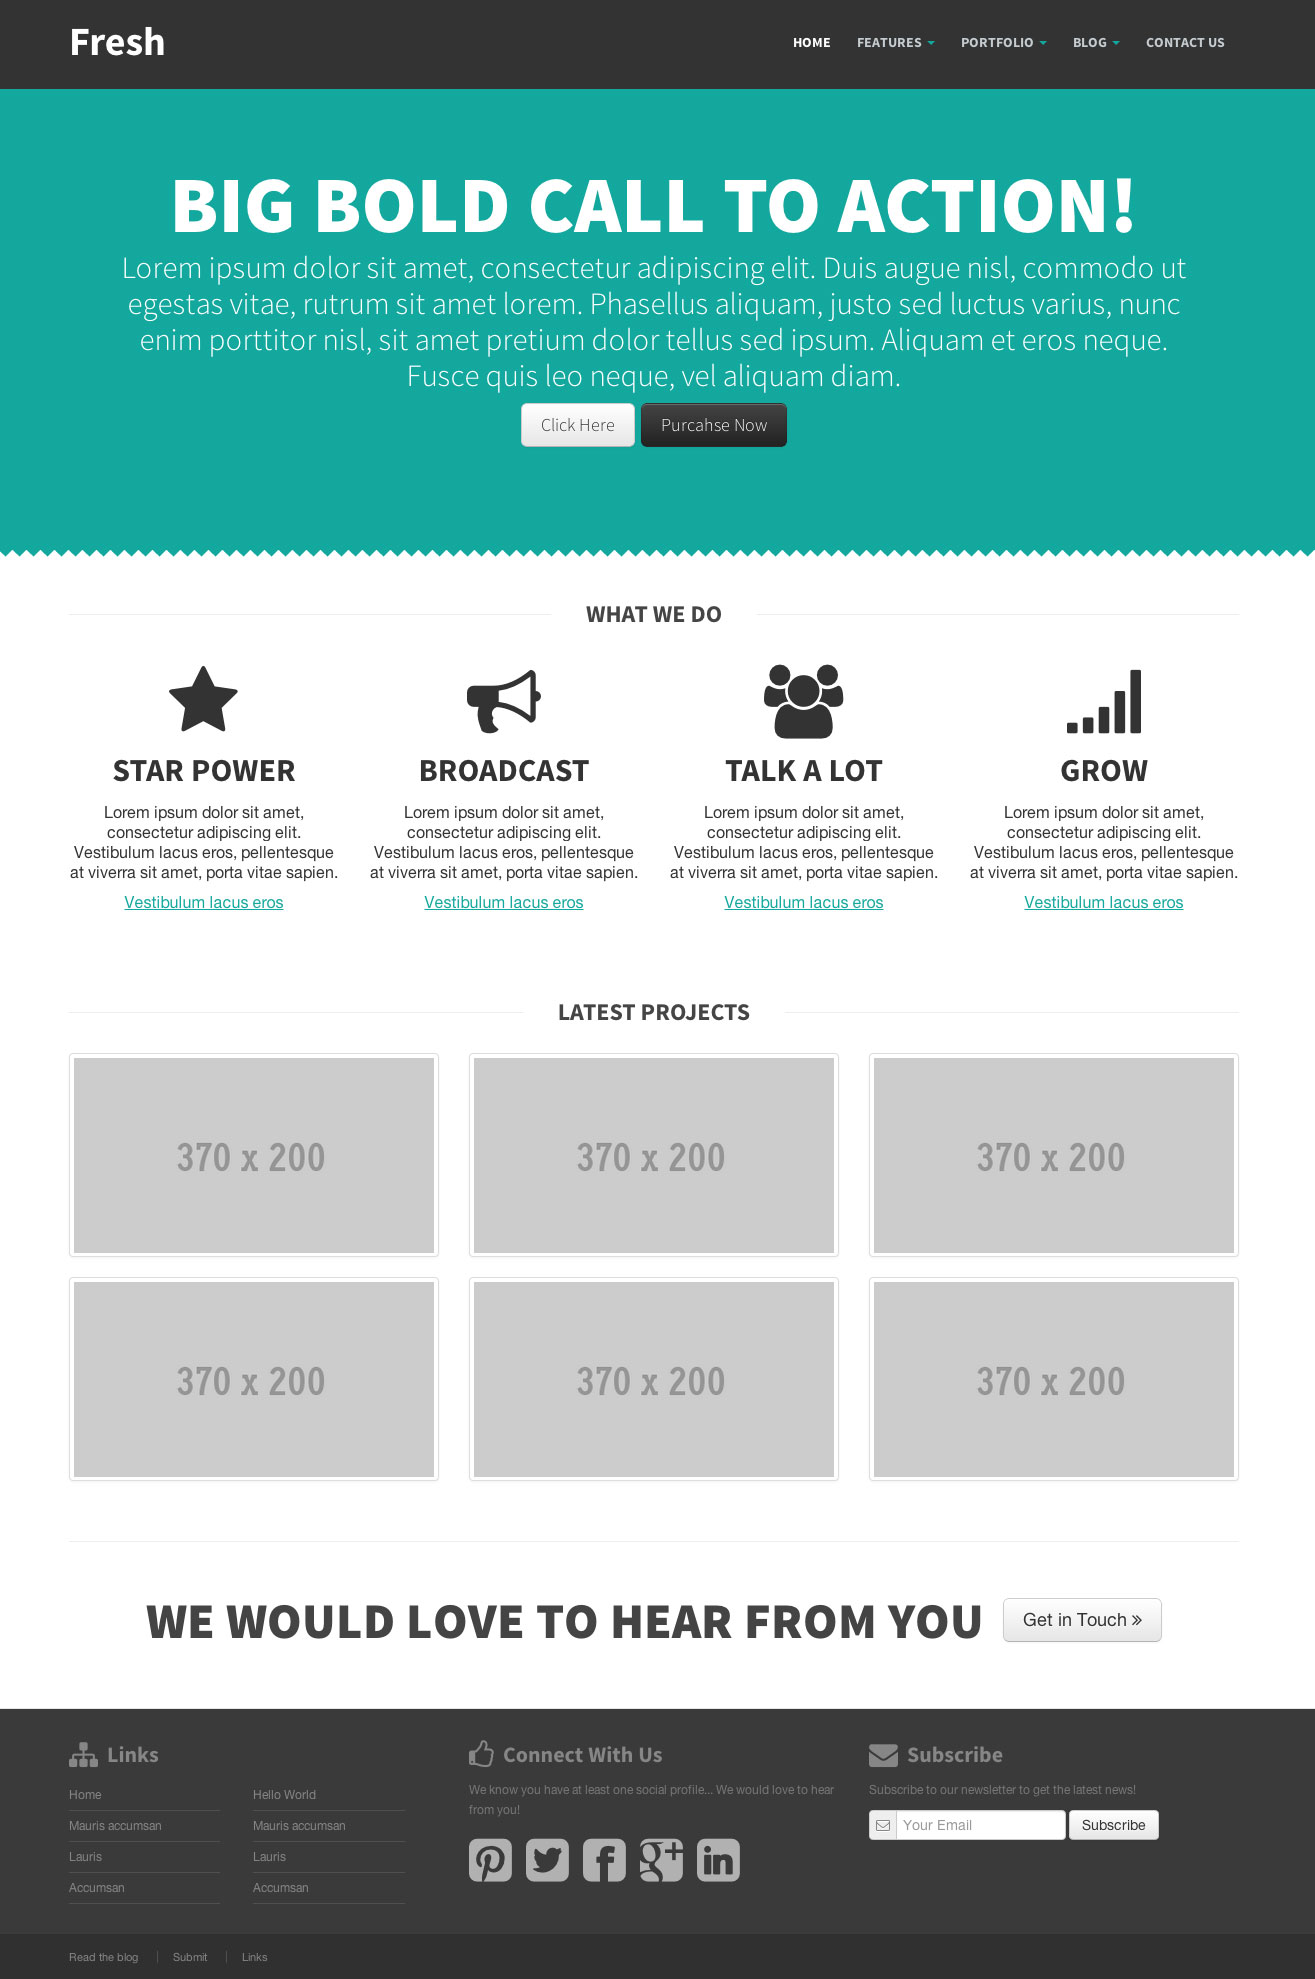 Fresh
HOME FEATURES PORTFOLIO BLOG CONTACT US
BIG BOLD CALL TO ACTION!
Lorem ipsum dolor sit amet, consectetur adipiscing elit. Duis augue nisl, commodo ut
egestas vitae, rutrum sit amet lorem. Phasellus aliquam, justo sed luctus varius, nunc
enim porttitor nisl, sit amet pretium dolor tellus sed ipsum. Aliquam et eros neque.
Fusce quis leo neque, vel aliquam diam.
Click Here
Purcahse Now
WHAT WE DO
STAR POWER
Lorem ipsum dolor sit amet,
consectetur adipiscing elit.
Vestibulum lacus eros, pellentesque
at viverra sit amet, porta vitae sapien.
Vestibulum lacus eros
BROADCAST
Lorem ipsum dolor sit amet,
consectetur adipiscing elit.
Vestibulum lacus eros, pellentesque
at viverra sit amet, porta vitae sapien.
Vestibulum lacus eros
TALK A LOT
Lorem ipsum dolor sit amet,
consectetur adipiscing elit.
Vestibulum lacus eros, pellentesque
at viverra sit amet, porta vitae sapien.
Vestibulum lacus eros
GROW
Lorem ipsum dolor sit amet,
consectetur adipiscing elit.
Vestibulum lacus eros, pellentesque
at viverra sit amet, porta vitae sapien.
Vestibulum lacus eros
LATEST PROJECTS
370 x 200
370 x 200
370 x 200
370 x 200
370 x 200
370 x 200
WE WOULD LOVE TO HEAR FROM YOU
Get in Touch »
Links
Home
Mauris accumsan
Lauris
Accumsan
Hello World
Mauris accumsan
Lauris
Accumsan
Connect With Us
We know you have at least one social profile... We would love to hear
from you!
Subscribe
Subscribe to our newsletter to get the latest news!
Your Email
Subscribe
Read the blog
Submit
Links